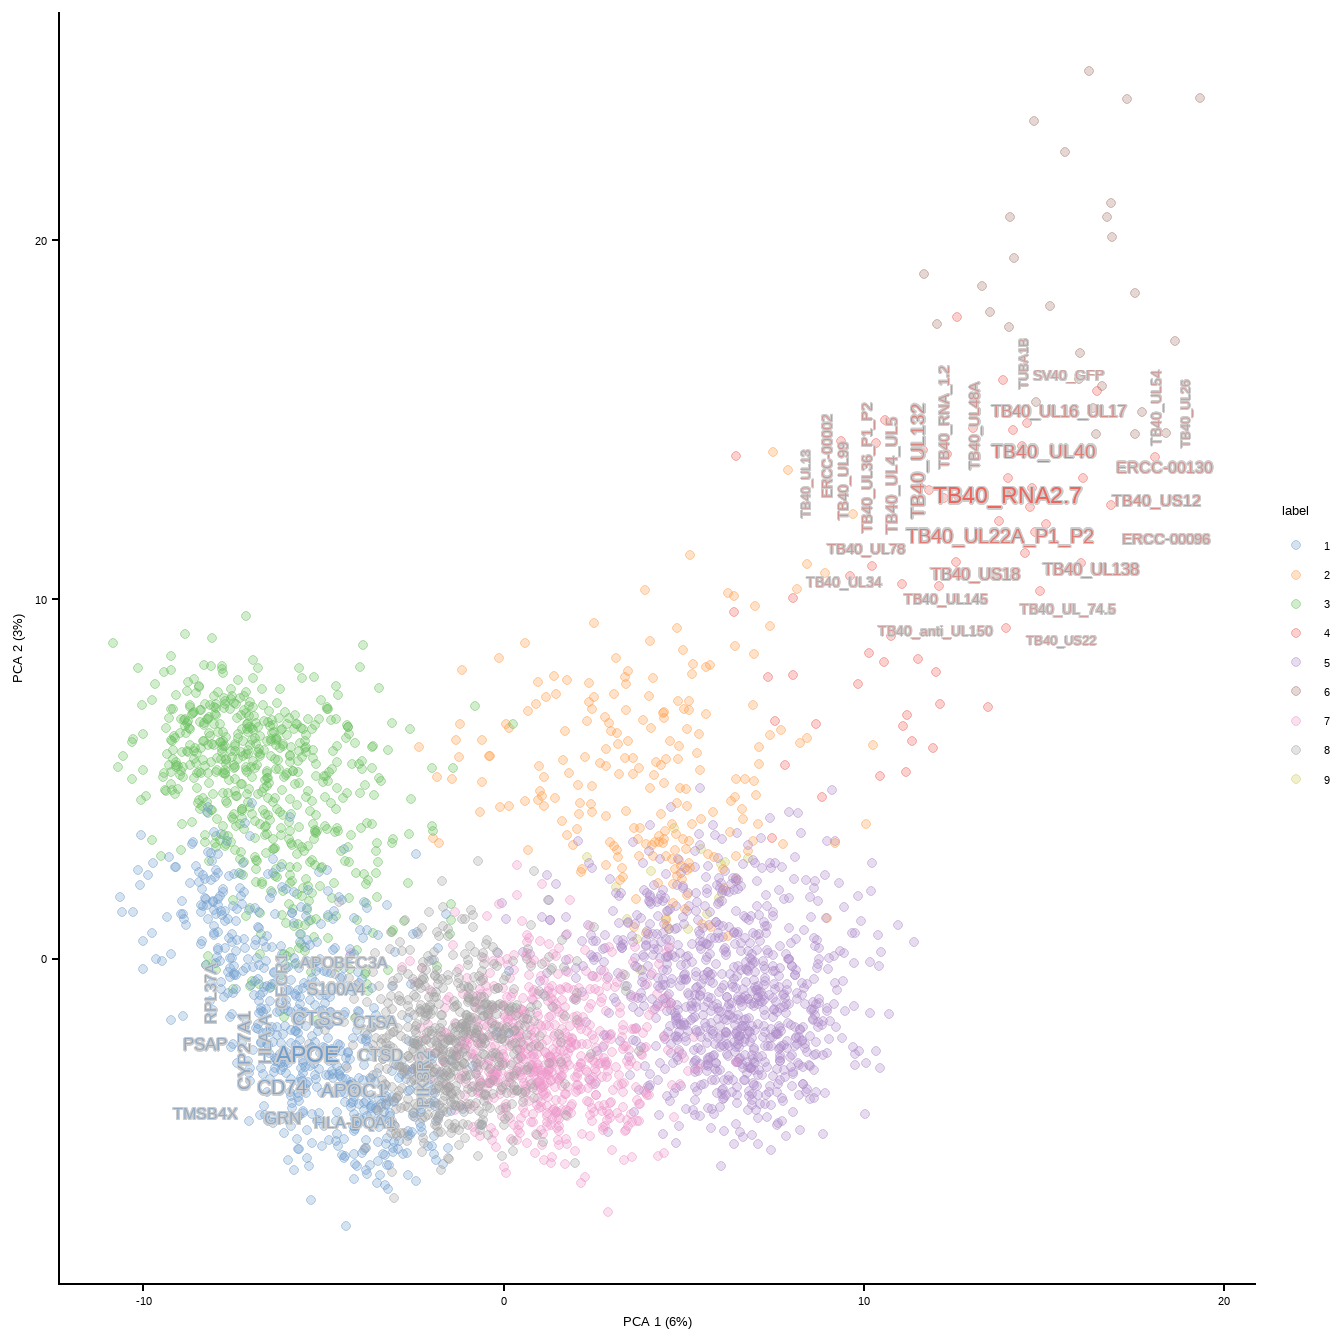 TUBA1B
SV40_GFP
TB40_RNA_1.2
TB40_UL48A
TB40_UL54
TB40_UL26
TB40_UL16_UL17
TB40_UL132
TB40_UL36_P1_P2
ERCC-00002
TB40_UL4_UL5
TB40_UL99
TB40_UL13
TB40_UL40
ERCC-00130
TB40_RNA2.7
TB40_US12
TB40_UL22A_P1_P2
ERCC-00096
TB40_UL78
TB40_US18
TB40_UL138
TB40_UL34
TB40_UL145
TB40_UL_74.5
TB40_anti_UL150
TB40_US22
APOBEC3A
RPL37A
S100A4
CTSS
CTSA
PSAP
CYP27A1
APOE
CTSD
CD74
APOC1
PIK3R2
TMSB4X
GRN
HLA-DQA1
20
10
0
-10
0
10
20
PCA 1 (6%)
PCA 2 (3%)
label
1
2
3
4
5
6
7
8
9